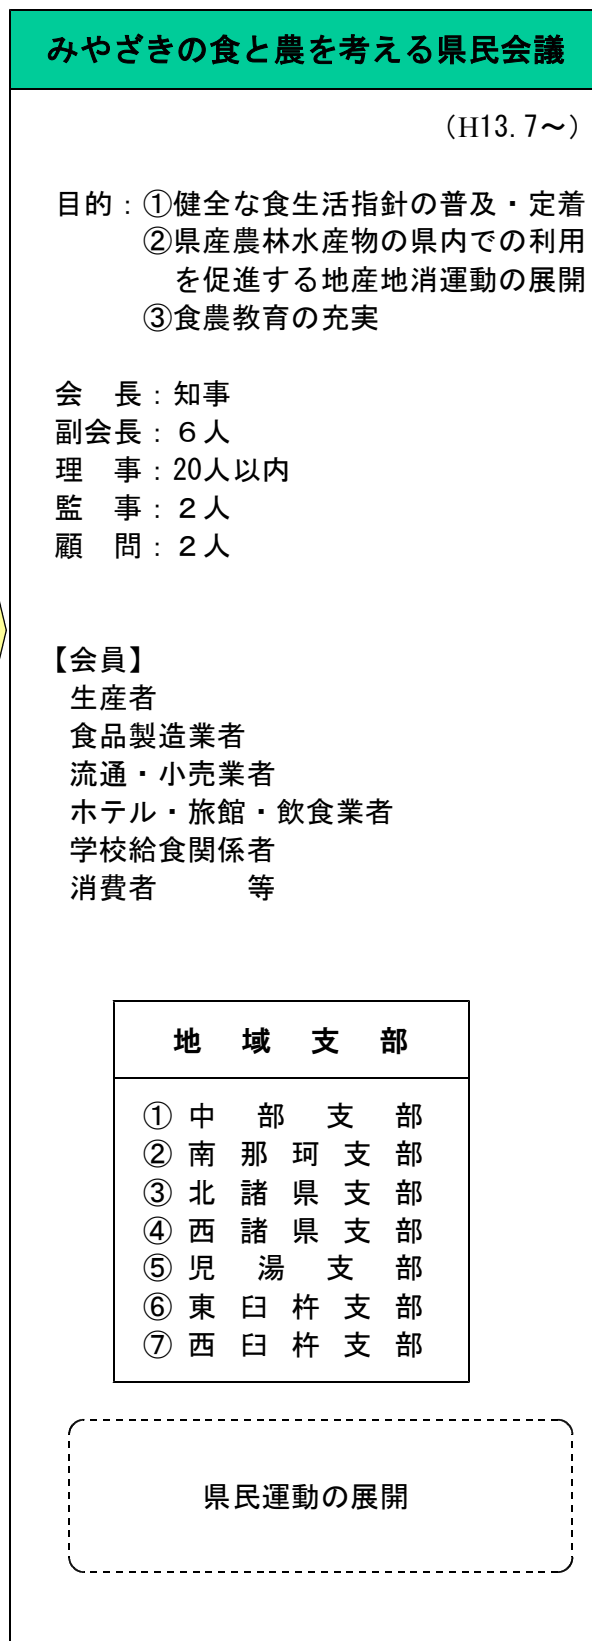 みやざきの食と農を考える県民会議
(H13.7～)
目的：①健全な食生活指針の普及・定着
②県産農林水産物の県内での利用
を促進する地産地消運動の展開
③食農教育の充実
会　長：知事
副会長：６人
理　事：20人以内
監　事：２人
顧　問：２人
【会員】
生産者
食品製造業者
流通・小売業者
ホテル・旅館・飲食業者
学校給食関係者
消費者　　　等
地　域　支　部
①中　部　支　部
②南那珂支部
③北諸県支部
④西諸県支部
⑤児　湯　支　部
⑥東臼杵支部
⑦西臼杵支部
県民運動の展開